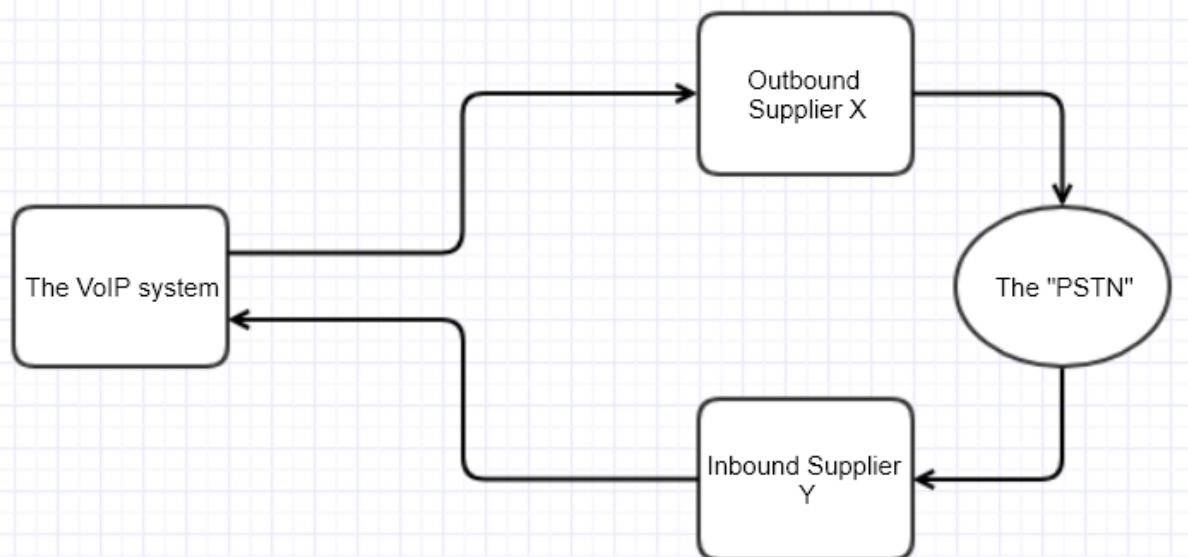 Outbound
Supplier X
The VoIP system
The "PSTN"
Inbound Supplier
Y